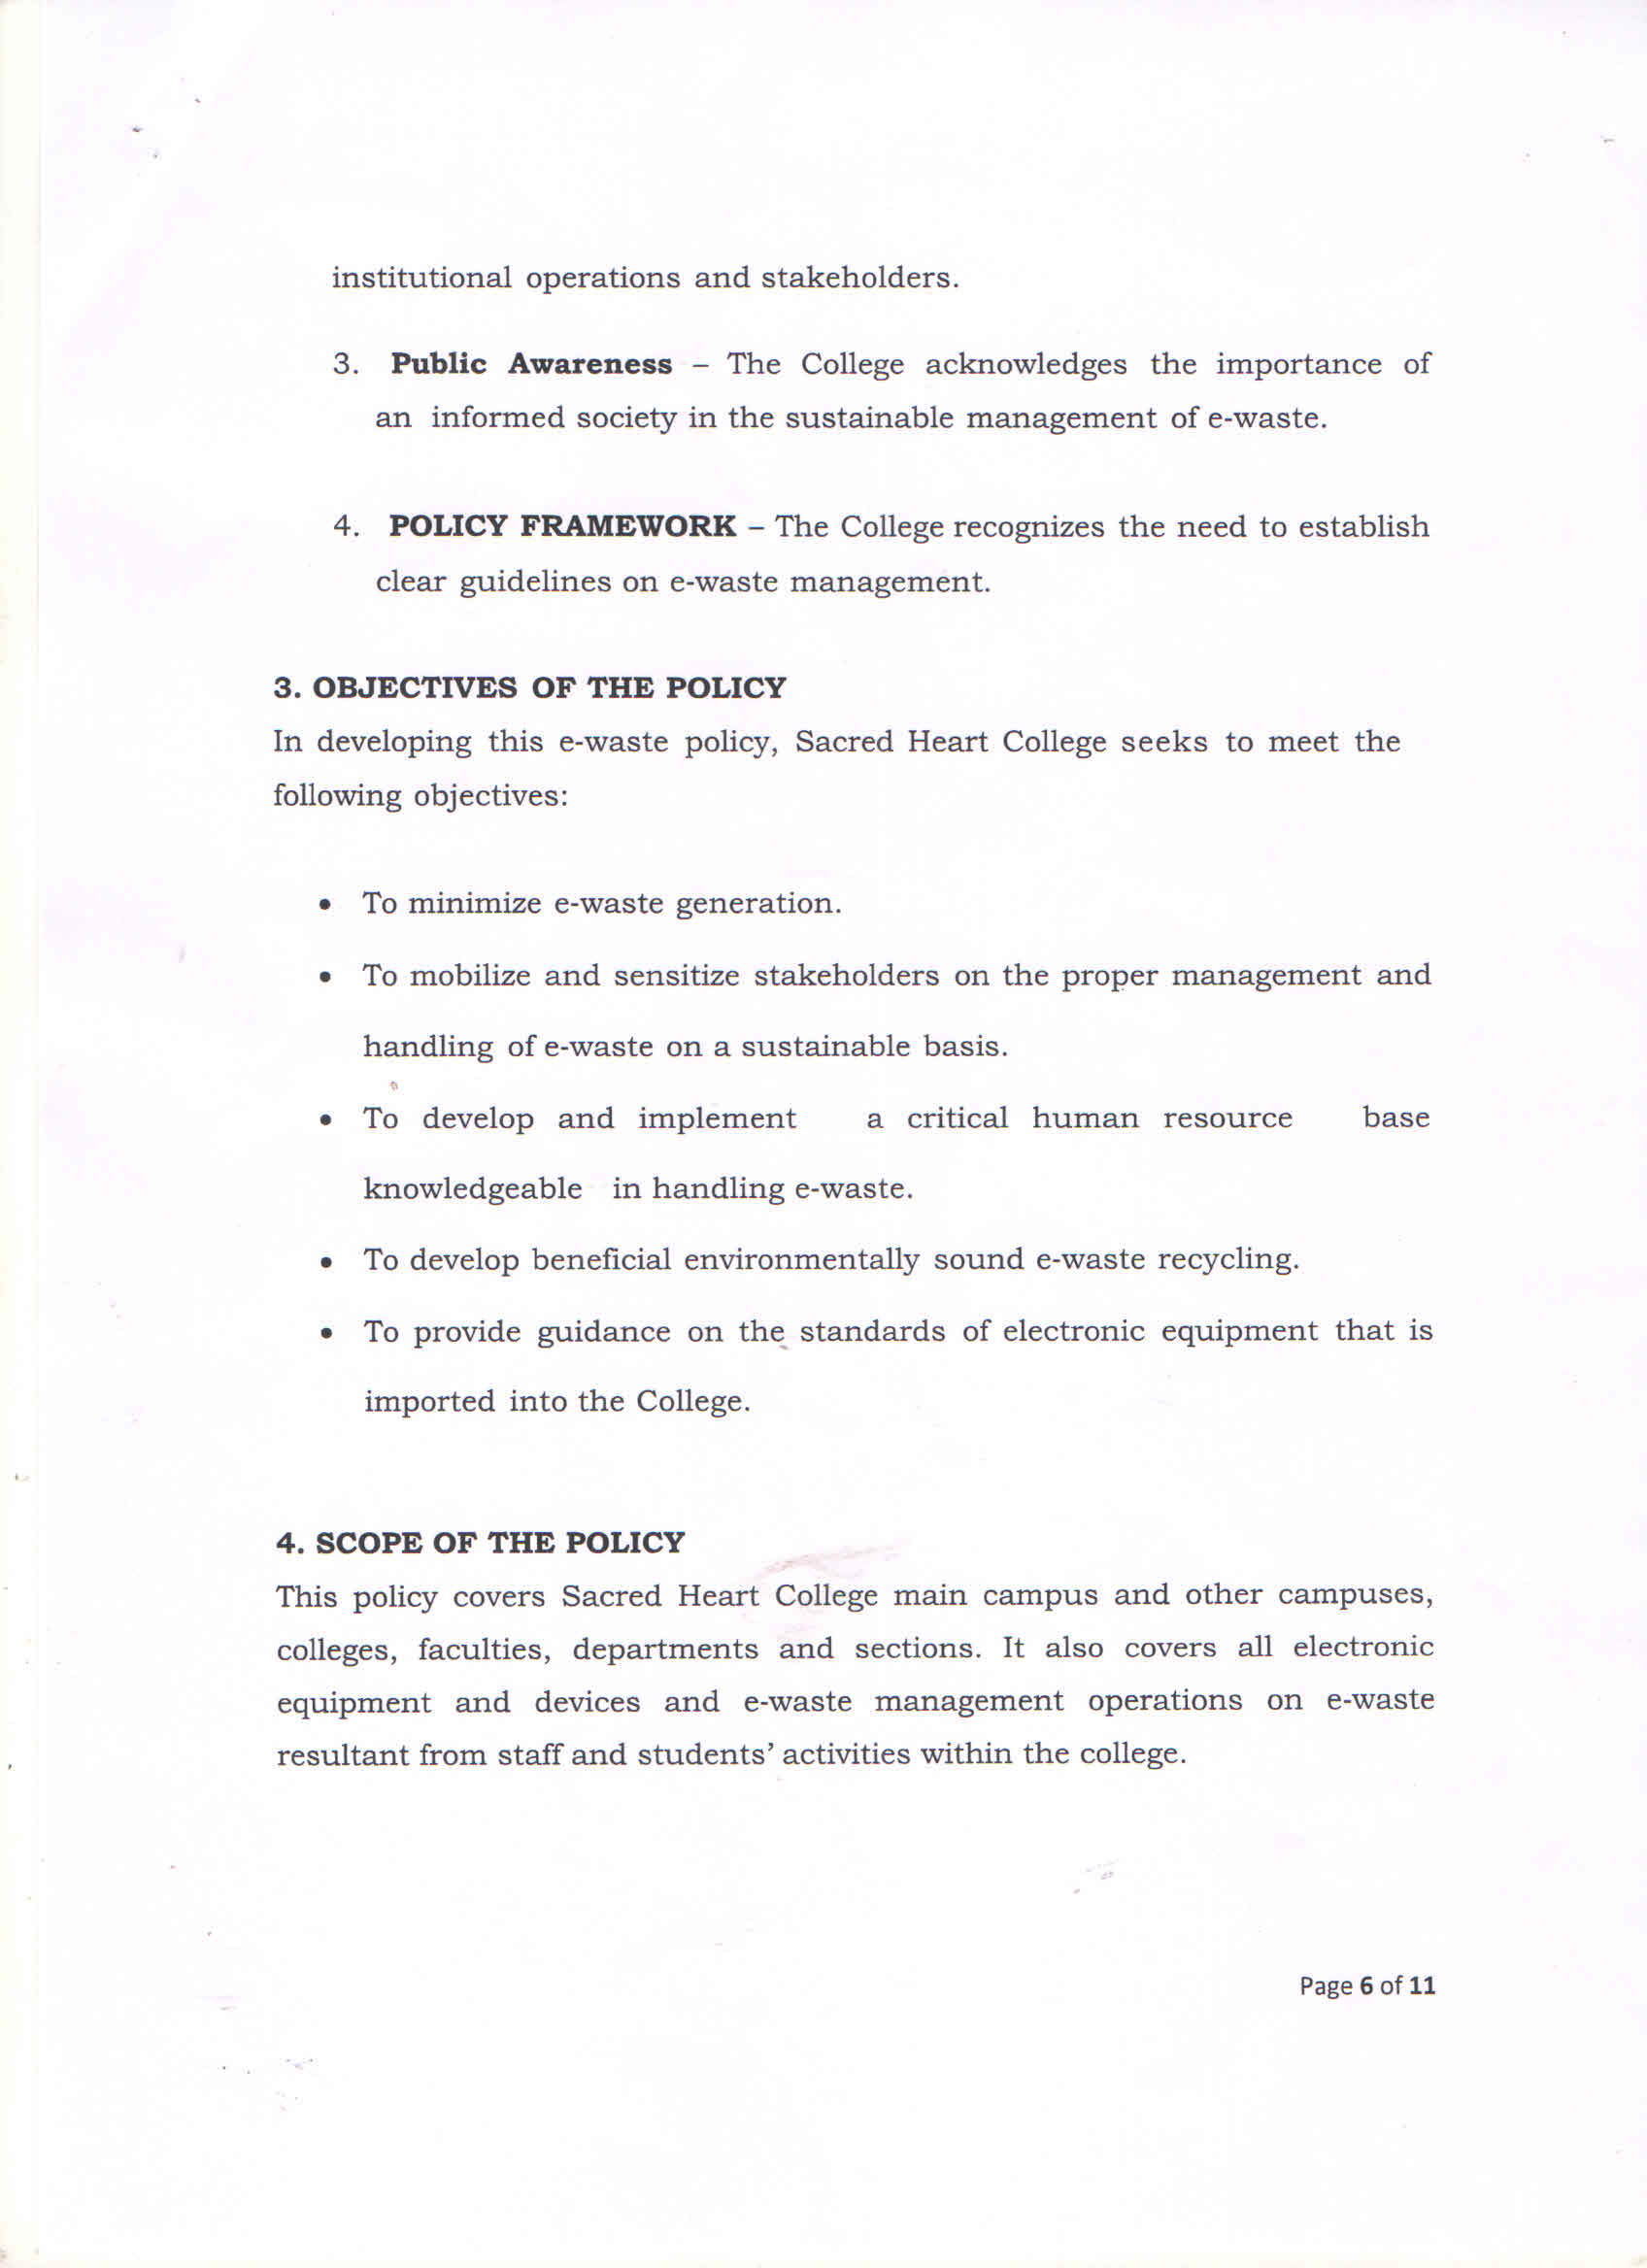 institutional operations and stakeholders.
3. Public Awareness – The College acknowledges the importance of
an informed society in the sustainable management of e-waste.
4. POLICY FRAMEWORK – The College recognizes the need to establish
clear guidelines on e-waste management.
3. OBJECTIVES OF THE POLICY
In developing this e-waste policy, Sacred Heart College seeks to meet the
following objectives:
• To minimize e-waste generation.
• To mobilize and sensitize stakeholders on the proper management and
handling of e-waste on a sustainable basis.
• To develop and implement a critical human resource base
knowledgeable in handling e-waste.
• To develop beneficial environmentally sound e-waste recycling.
• To provide guidance on the standards of electronic equipment that is
imported into the College.
4. SCOPE OF THE POLICY
This policy covers Sacred Heart College main campus and other campuses,
colleges, faculties, departments and sections. It also covers all electronic
equipment and devices and e-waste management operations on e-waste
resultant from staff and students’ activities within the college.
Page 6 of 11